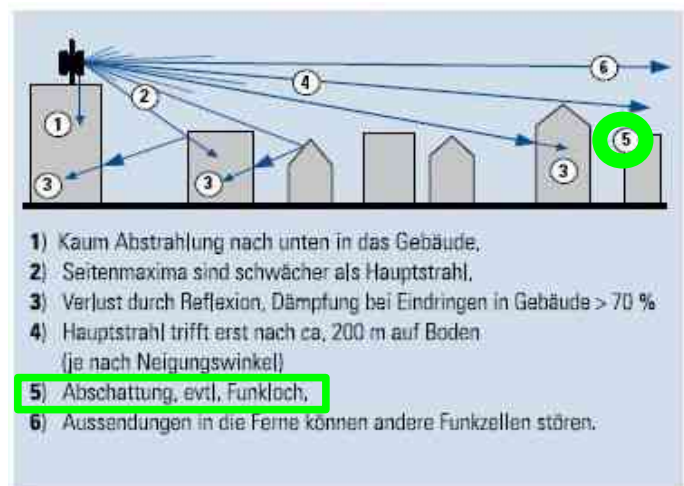 6
4
2
1
5
3
3
3
1) Kaum Abstrahlung nach unten in das Gebäude,
2) Seitenmaxima sind schwächer als Hauptstrahl,
3) Verlust durch Reflexion, Dämpfung bei Eindringen in Gebäude > 70 %
4) Hauptstrahl trifft erst nach ca, 200 m auf Boden
(je nach Neigungswinkel)
5) Abschattung, evtl, Funkloch,
6) Aussendungen in die Ferne können andere Funkzellen stören.